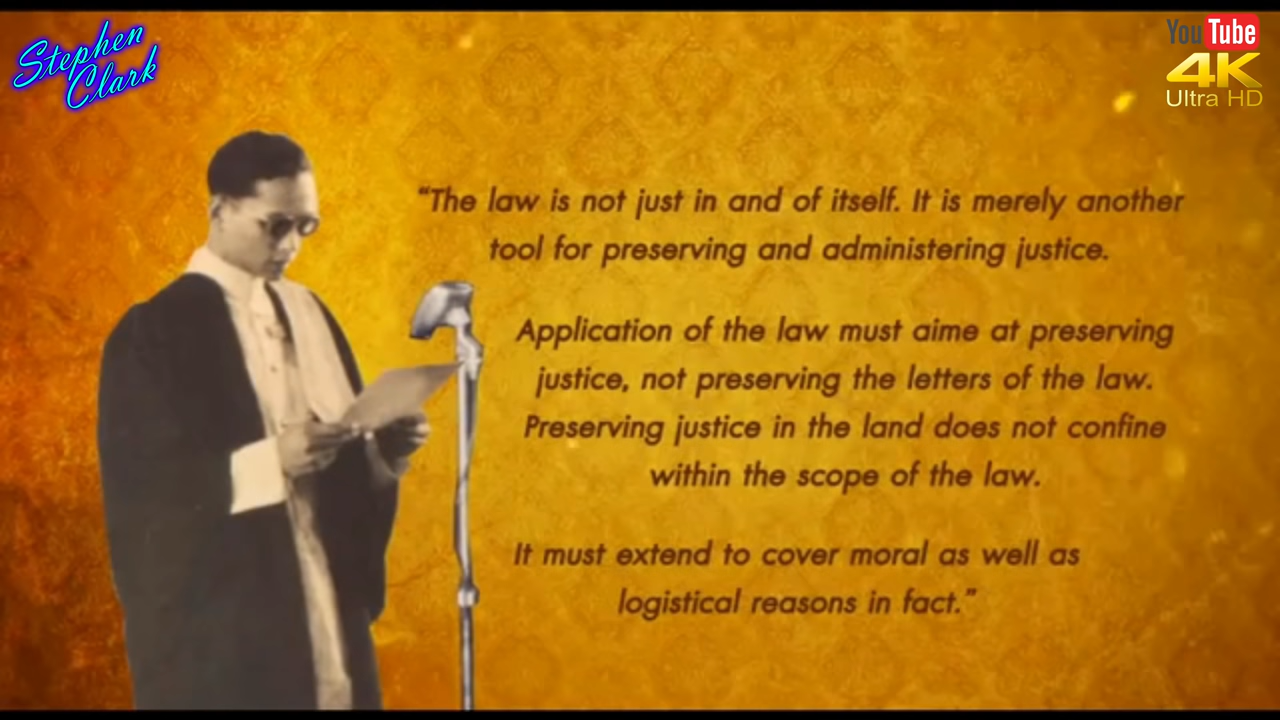 Stephen
Clark
YouTube
4K
Ultra HD
“The law is not just in and of itself. It is merely another
tool for preserving and administering justice.
Application of the law must aime at preserving
justice, not preserving the letters of the law.
Preserving justice in the land does not confine
within the scope of the law.
It must extend to cover moral as well as
logistical reasons in fact.”